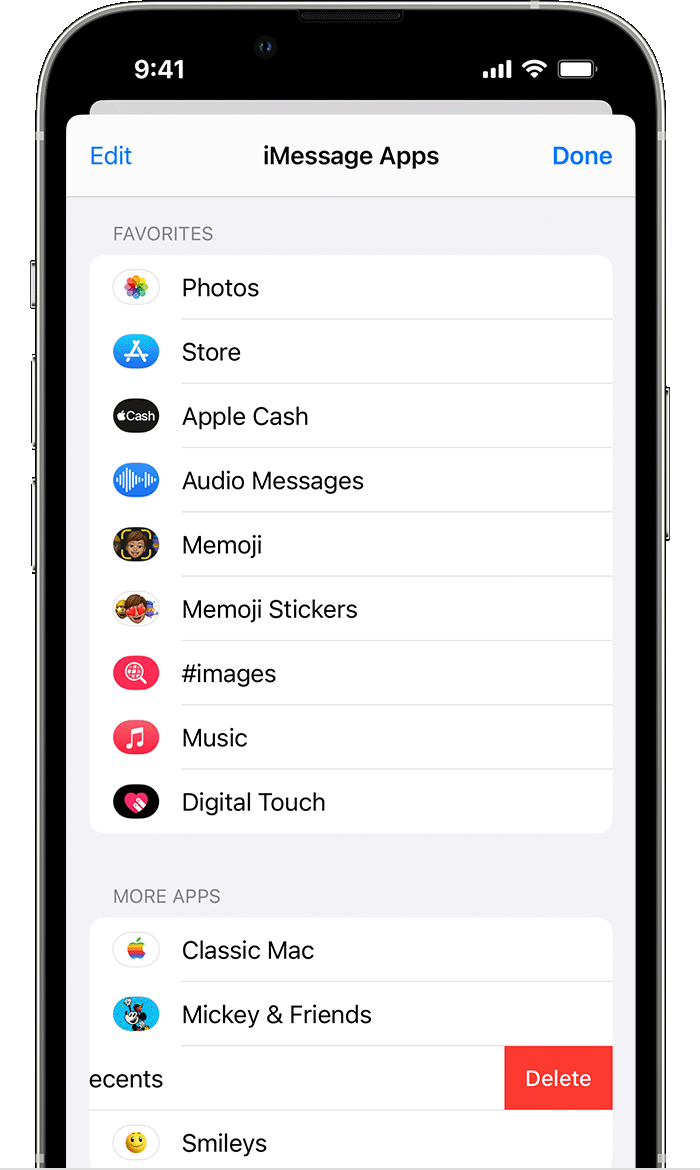 9:41
Edit
iMessage Apps
Done
FAVORITES
Photos
Store
Cash
Apple Cash
Audio Messages
Memoji
Memoji Stickers
#images
Music
Digital Touch
MORE APPS
Classic Mac
Mickey & Friends
ecents
Delete
Smileys